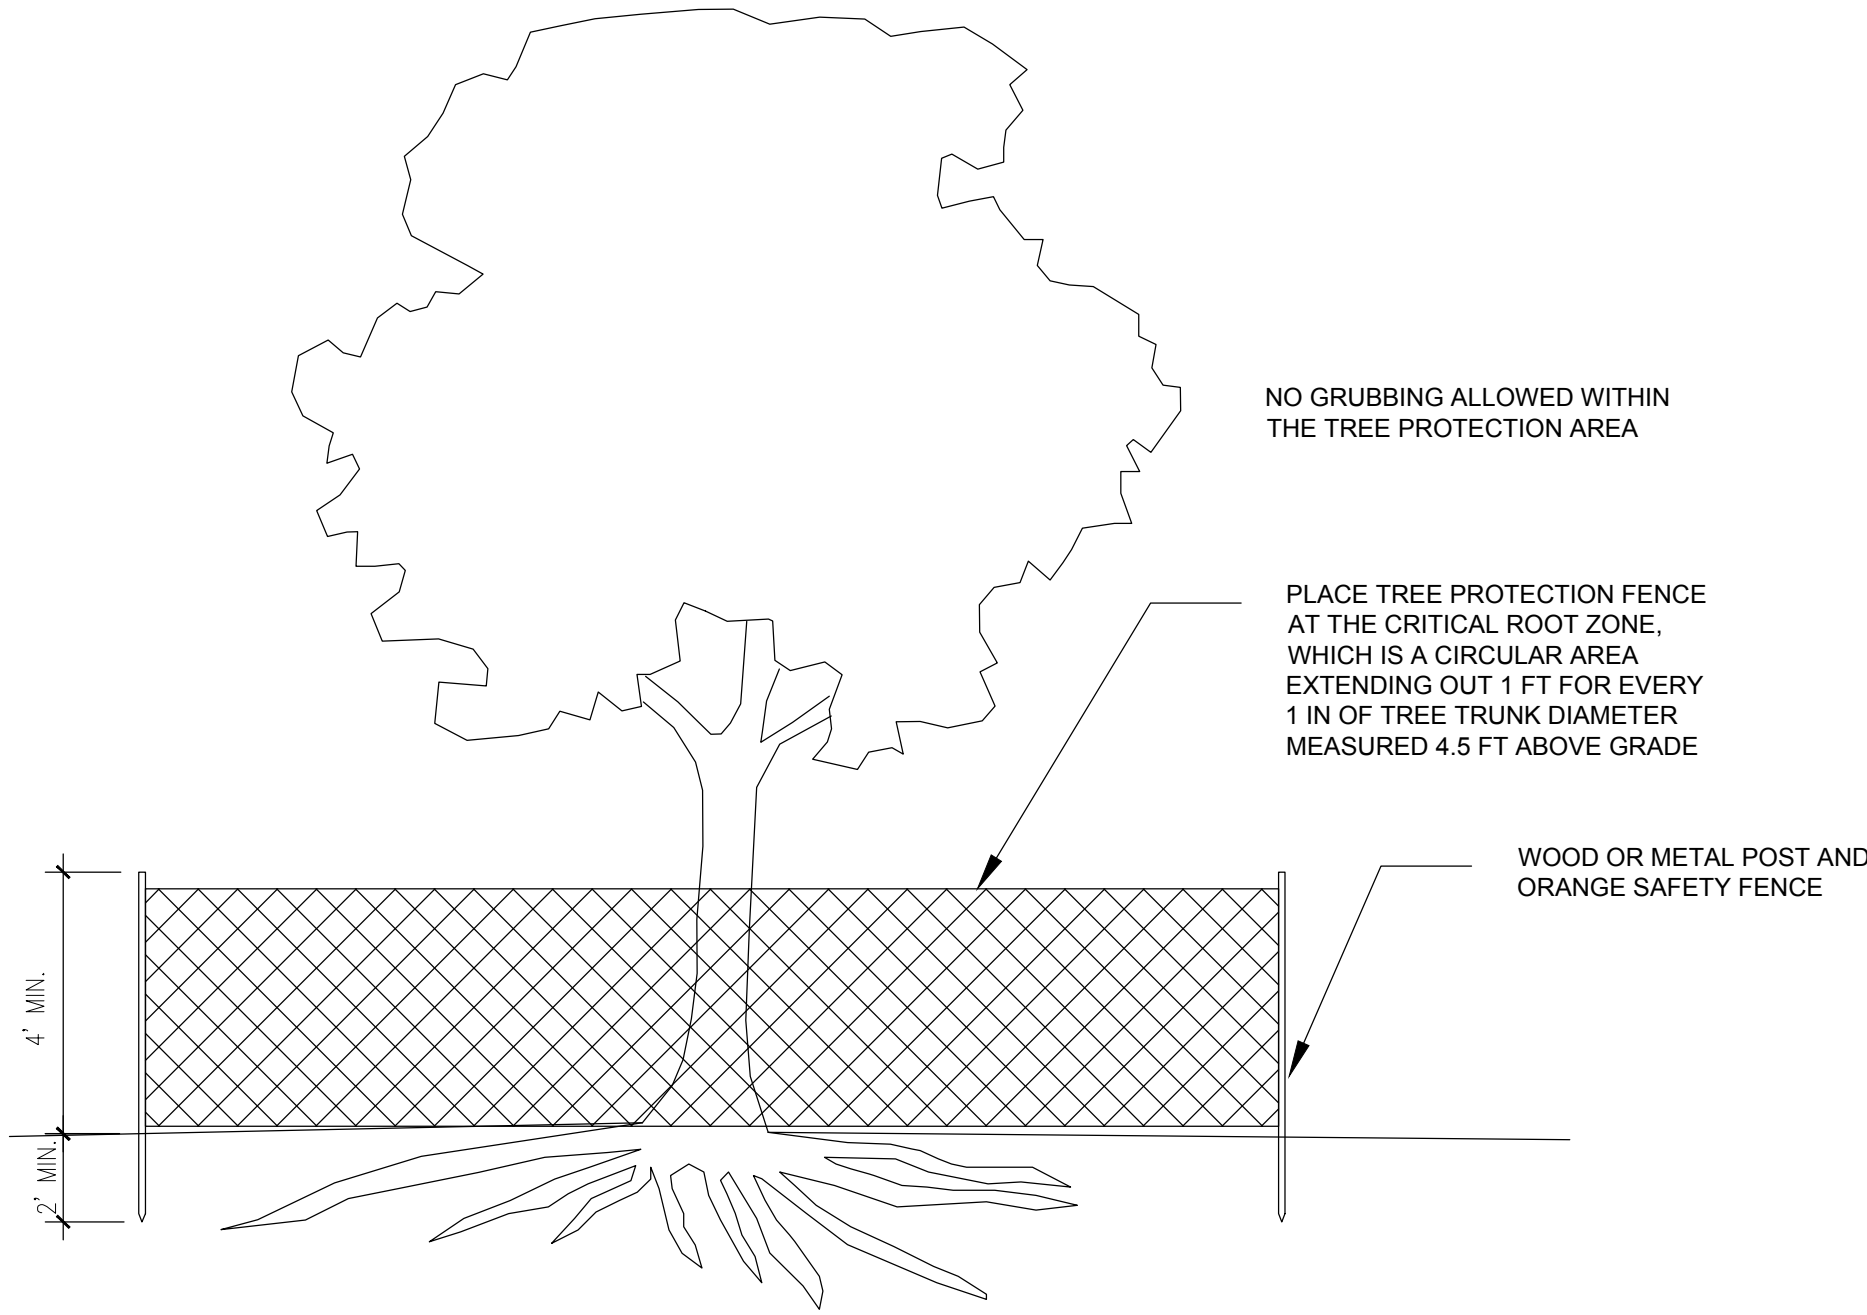 NO GRUBBING ALLOWED WITHIN
THE TREE PROTECTION AREA
PLACE TREE PROTECTION FENCE
AT THE CRITICAL ROOT ZONE,
WHICH IS A CIRCULAR AREA
EXTENDING OUT 1 FT FOR EVERY
1 IN OF TREE TRUNK DIAMETER
MEASURED 4.5 FT ABOVE GRADE
WOOD OR METAL POST AND
ORANGE SAFETY FENCE
4' MIN.
2' MIN.